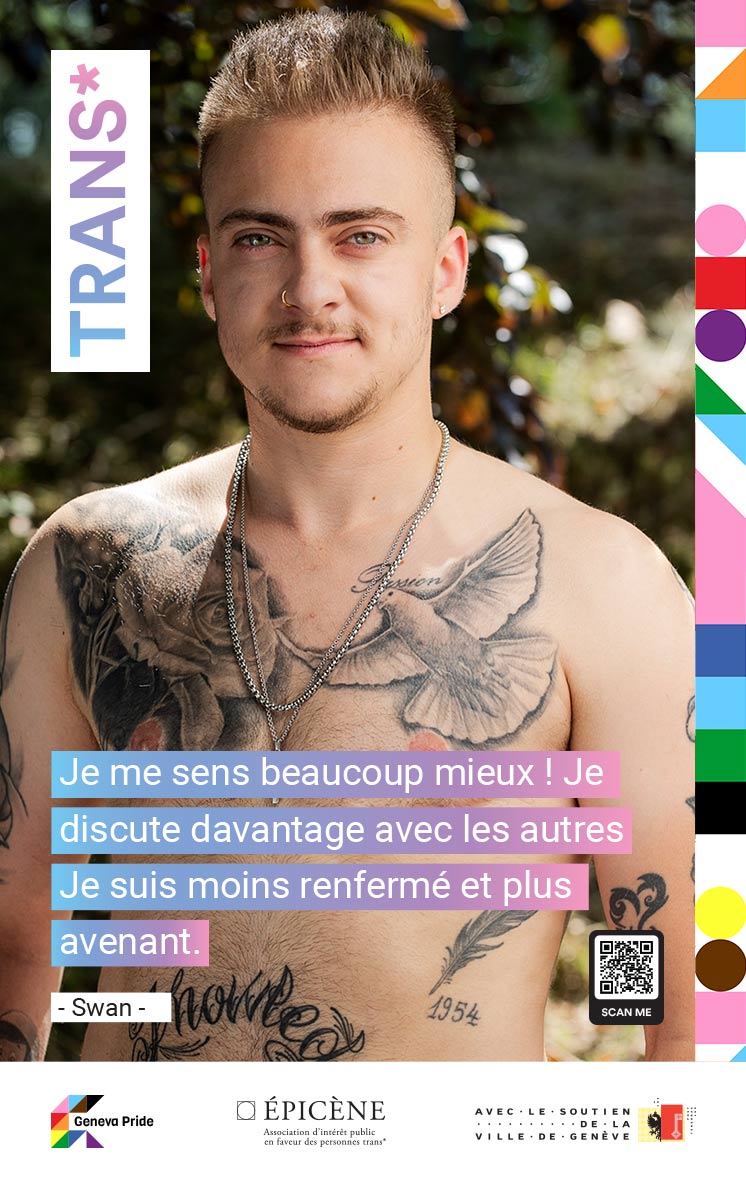 TRANS*
Passion
Je me sens beaucoup mieux ! Je
discute davantage avec les autres
Je suis moins renfermé et plus
avenant.
- Swan -
1954
SCAN ME
Geneva Pride
ÉPICÈNE
Association d'intérêt public
en faveur des personnes trans*
AVEC·LE·SOUTIEN
DE·LA
VILLE·DE·GENÈVE